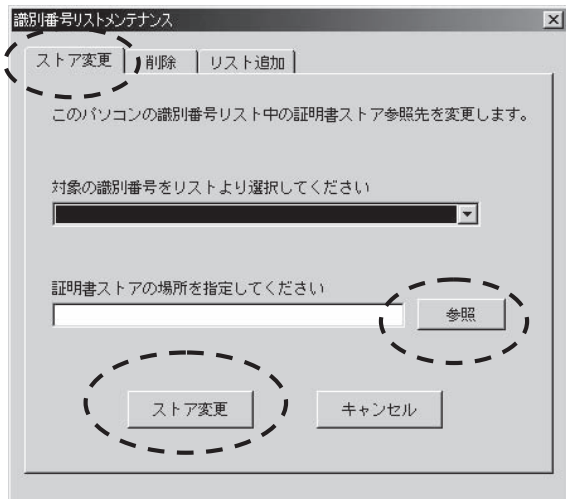 識別番号リストメンテナンス
ストア変更 削除 リスト追加
このパソコンの識別番号リスト中の証明書ストア参照先を変更します。
対象の識別番号をリストより選択してください
証明書ストアの場所を指定してください
参照
ストア変更 キャンセル